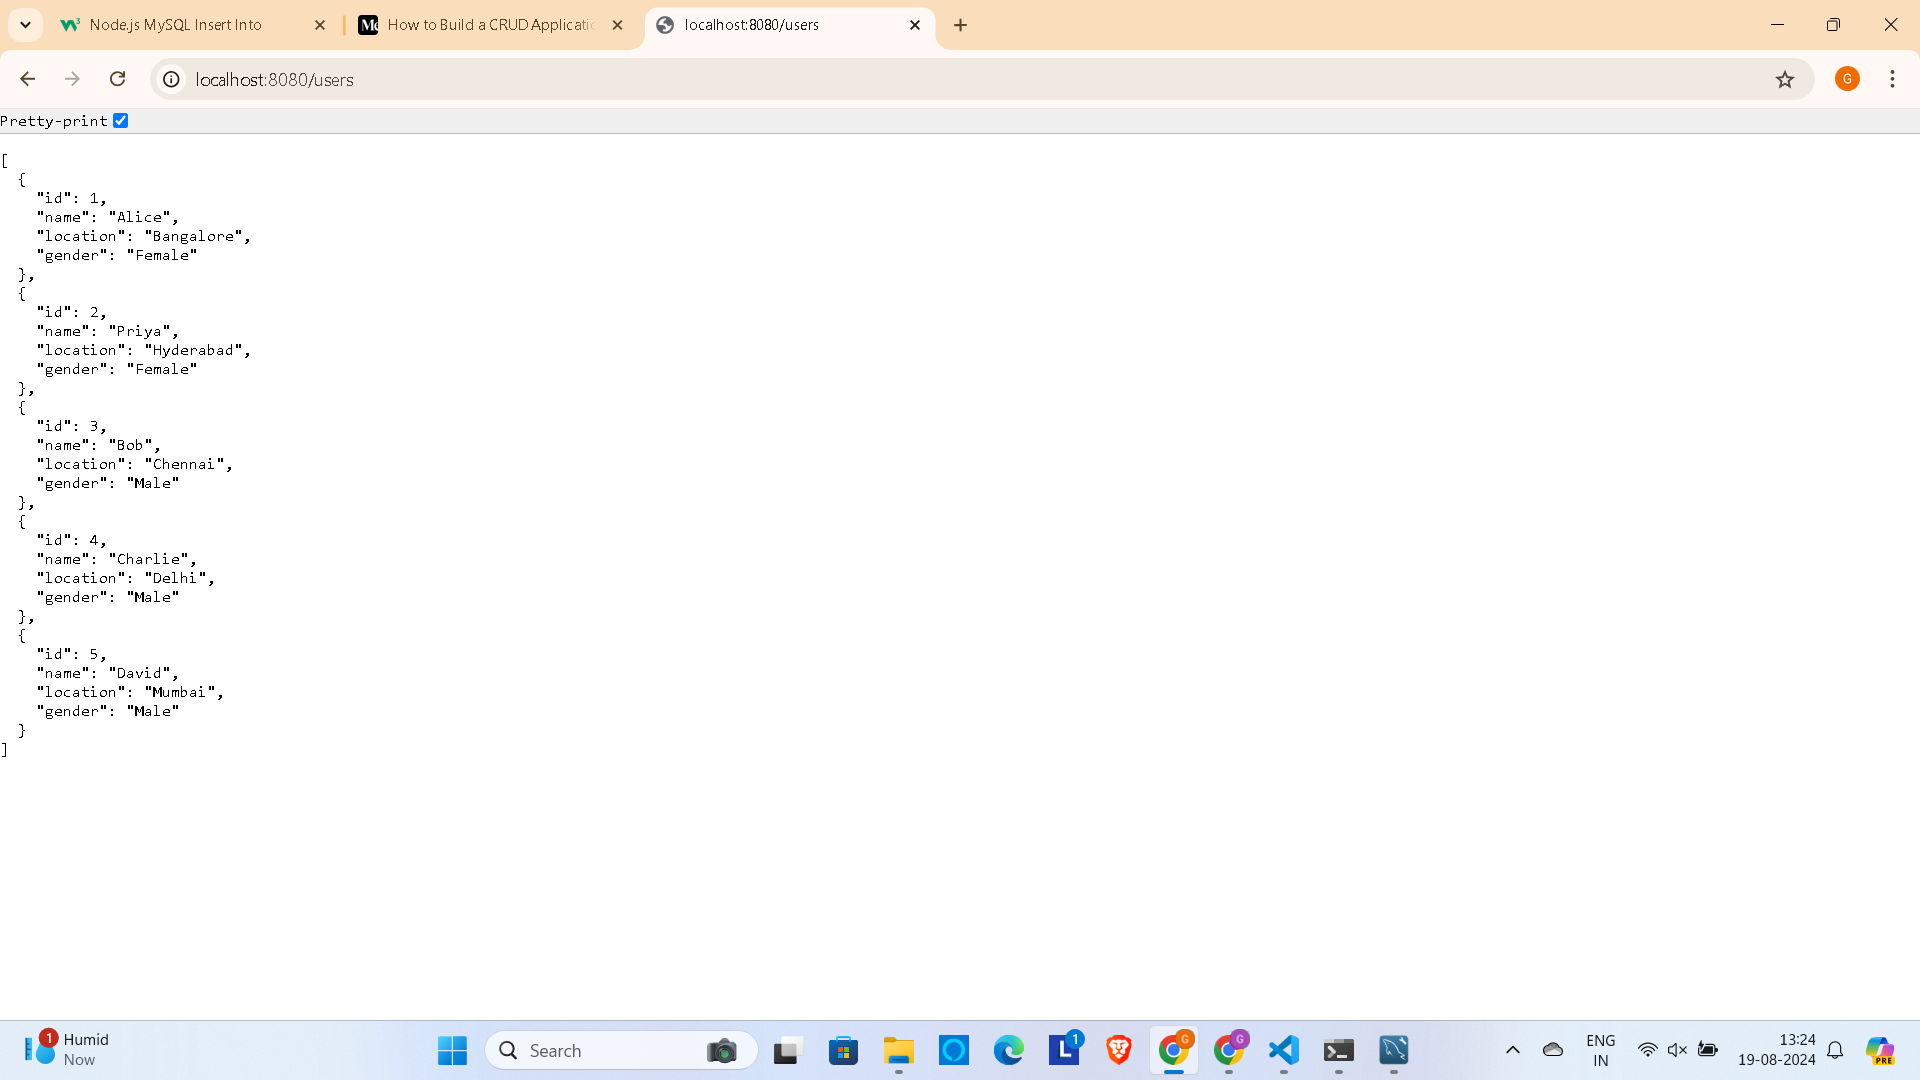 Node.js MySQL Insert Into
How to Build a CRUD Applicatic
localhost:8080/users
localhost:8080/users
G
Pretty-print
[
  {
    "id": 1,
    "name": "Alice",
    "location": "Bangalore",
    "gender": "Female"
  },
  {
    "id": 2,
    "name": "Priya",
    "location": "Hyderabad",
    "gender": "Female"
  },
  {
    "id": 3,
    "name": "Bob",
    "location": "Chennai",
    "gender": "Male"
  },
  {
    "id": 4,
    "name": "Charlie",
    "location": "Delhi",
    "gender": "Male"
  },
  {
    "id": 5,
    "name": "David",
    "location": "Mumbai",
    "gender": "Male"
  }
]
1
Humid
Now
Search
L 1
G
G
PRE
ENG
IN
13:24
19-08-2024